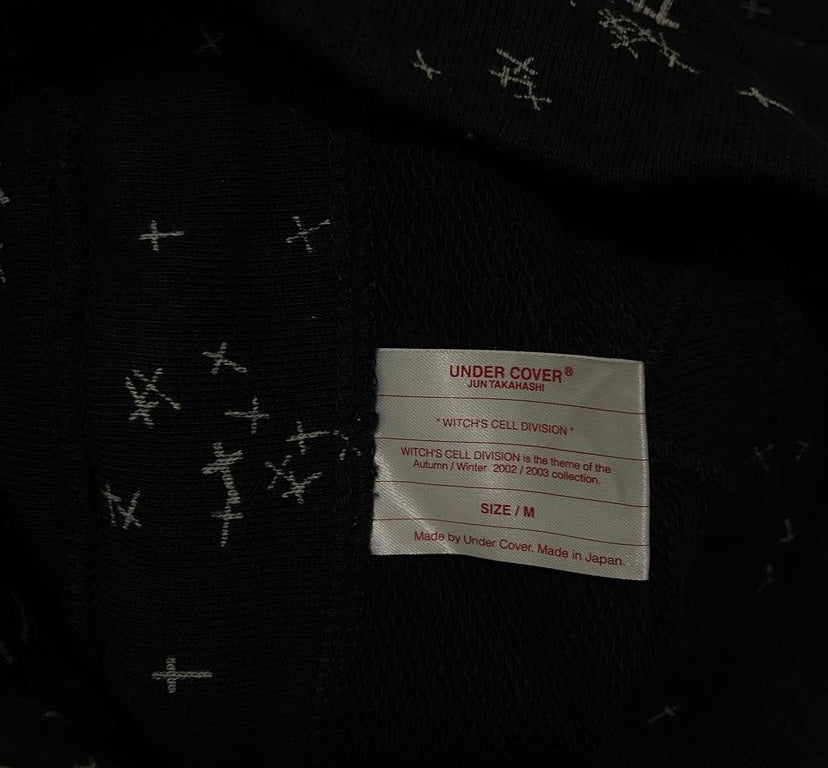 UNDER COVER®
JUN TAKAHASHI
"WITCH'S CELL DIVISION"
WITCH'S CELL DIVISION is the theme of the
Autumn / Winter 2002 / 2003 collection.
SIZE / M
Made by Under Cover. Made in Japan.